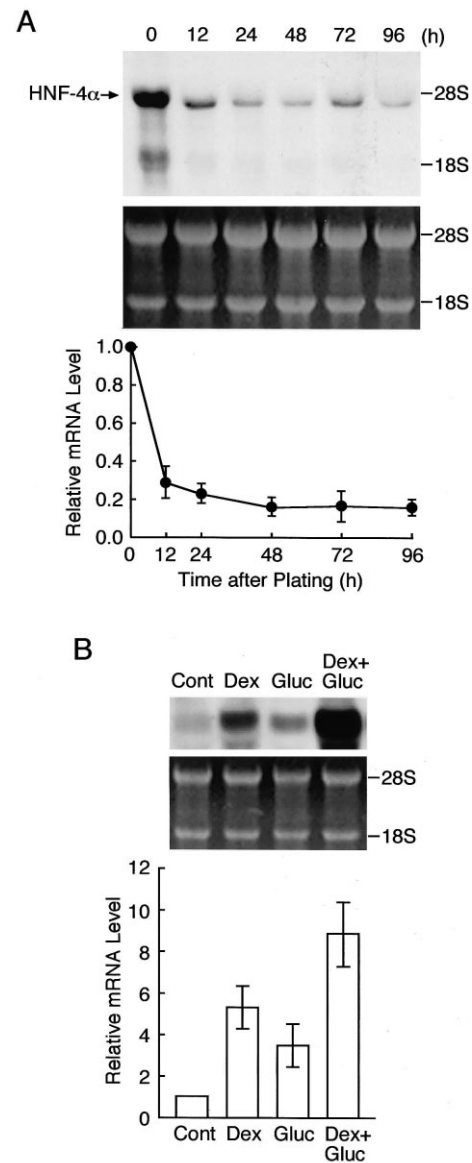 A
0 12 24 48 72 96 (h)
HNF-4α
28S
18S
28S
18S
1.0
0.8
0.6
0.4
0.2
0.0
Relative mRNA Level
0 12 24 48 72 96
Time after Plating (h)
B
Cont Dex Gluc Dex+
Gluc
28S
18S
12
10
8
6
4
2
0
Relative mRNA Level
Cont Dex Gluc Dex+
Gluc